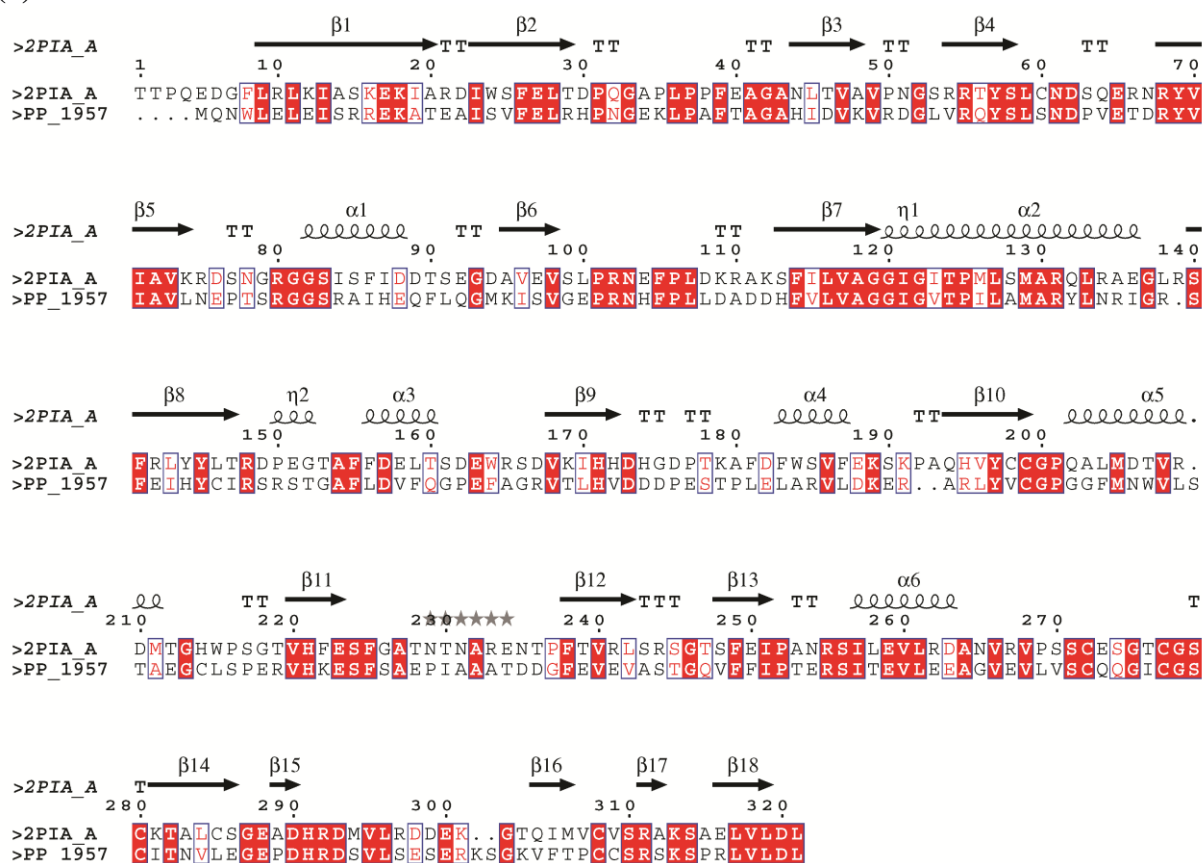 β1 β2 β3 β4
>2PIA_A TT TT TT TT TT
1 10 20 30 40 50 60 70
>2PIA_A TTPQEDGFLRLKIASKEKIARDIWSFELTDPQGAPLPPFEAGANLTVAVPNGSRRTYSLCNDSQERNRYV
>PP_1957 ....MQNWLELEISRREKATEAISVFELRHPNGEKLPAFTAGAHIDVKVRDGLVRQYSLSNDPVETDRYV
β5 α1 β6 β7 η1 α2
>2PIA_A TT TT TT
80 90 100 110 120 130 140
>2PIA_A IAVKRDSNGRGGSISFIDDTSEGDAVEVSLPRNEFPLDKRAKSFILVAGGIGITPMLSMARQLRAEGLRS
>PP_1957 IAVLNEPTSRGGSRAIHEQFLQGMKISVGEPRNHFPLLDADDHFVLVAGGIGVTPILAMARYLNRIGR.S
β8 η2 α3 β9 α4 β10 α5
>2PIA_A TT TT TT .
150 160 170 180 190 200
>2PIA_A FRLYYLTRDPEGTAFFDELTSDEWRSDVKIHHDHGDPTKAFDFWSVFEKSKPAQHVYCCGPQALMDTVR.
>PP_1957 FEIHYCIRSRSTGAFLDVFQGPEFAGRVTLHVDDDPESTPLELARVLDKER..ARLYVCGPGGFMNWVLS
β11 β12 β13 α6
>2PIA_A TT TTT TT T
210 220 230 240 250 260 270
>2PIA_A DMTGHWPSGTVHFESFGATNTNARENTPFTVRLSRSGTSFEIPANRSILEVLRDANVRVPSSCESGTCGS
>PP_1957 TAEGCLSPERVHKESFSAEPIAAATDDGFEVEVASTGQVFFIPTERSITEVLEEAGVEVLVSCQQGICGS
β14 β15 β16 β17 β18
>2PIA_A T
280 290 300 310 320
>2PIA_A CKTALCSGEADHRDMVLRDDEK..GTQIMVCVSRAKSAELVLDL
>PP_1957 CITNVLEGEPDHRDSVLSESERKSGKVFTPCCSRSKSPRLVLDL